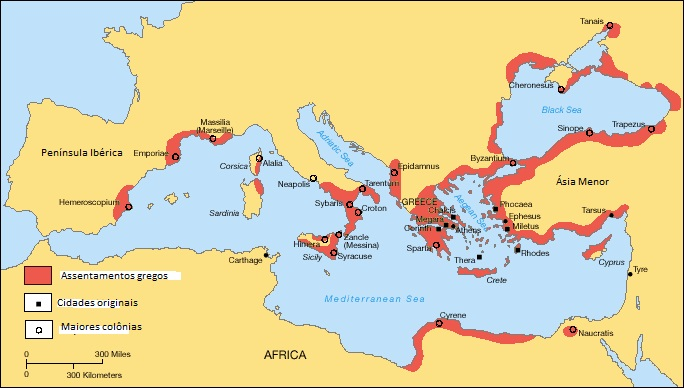 Tanais
Cheronesus
Black Sea
Massilia
(Marseille)
Península Ibérica
Emporiae
Corsica
Alalia
Adriatic Sea
Sinope
Trapezus
Byzantium
Epidamnus
Neapolis
Tarentum
Hemeroscopium
Sardinia
Sybaris
Croton
GREECE
Aegean Sea
Ásia Menor
Phocaea
Chalcis
Megara
Ephesus
Tarsus
Corinth
Athens
Miletus
Himera
Zancle
(Messina)
Sparta
Carthage
Sicily
Syracuse
Thera
Rhodes
Cyprus
Crete
Tyre
Assentamentos gregos
Cidades originais
Maiores colônias
Mediterranean Sea
Cyrene
Naucratis
AFRICA
0 300 Miles
0 300 Kilometers